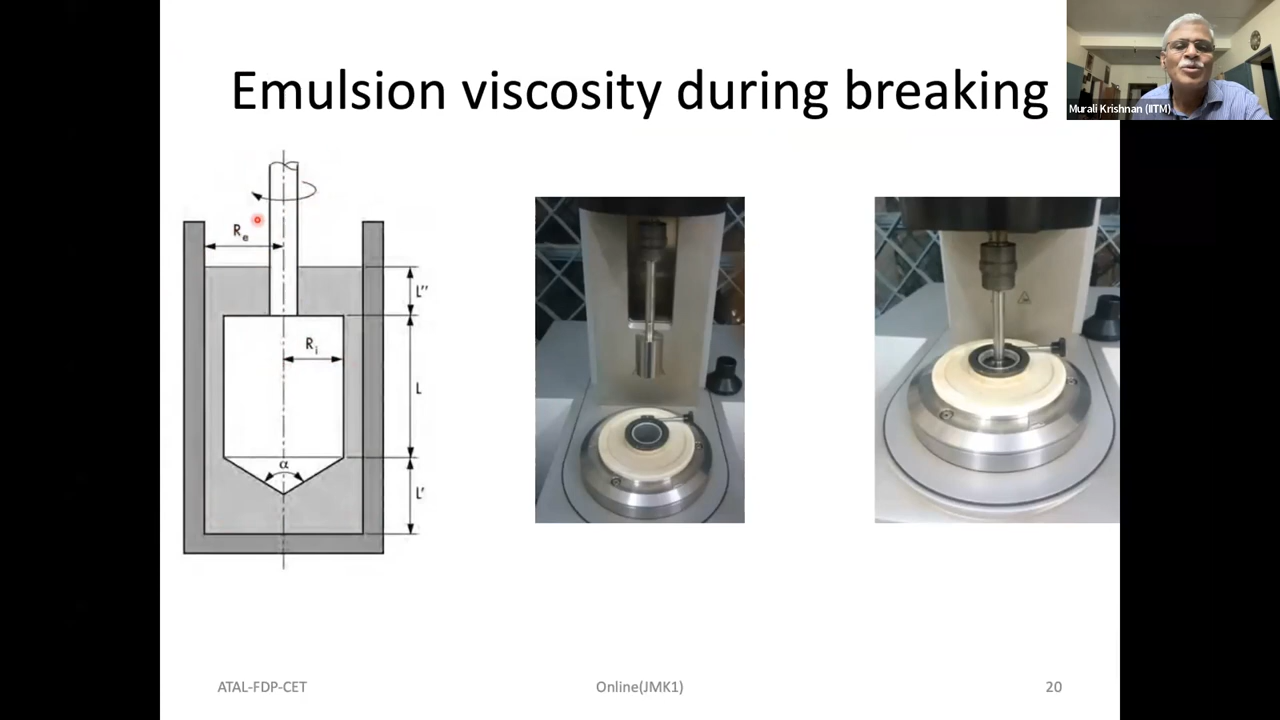 Emulsion viscosity during breaking
Murali Krishnan (IITM)
Re
L''
Ri
L
α
L'
ATAL-FDP-CET
Online(JMK1)
20